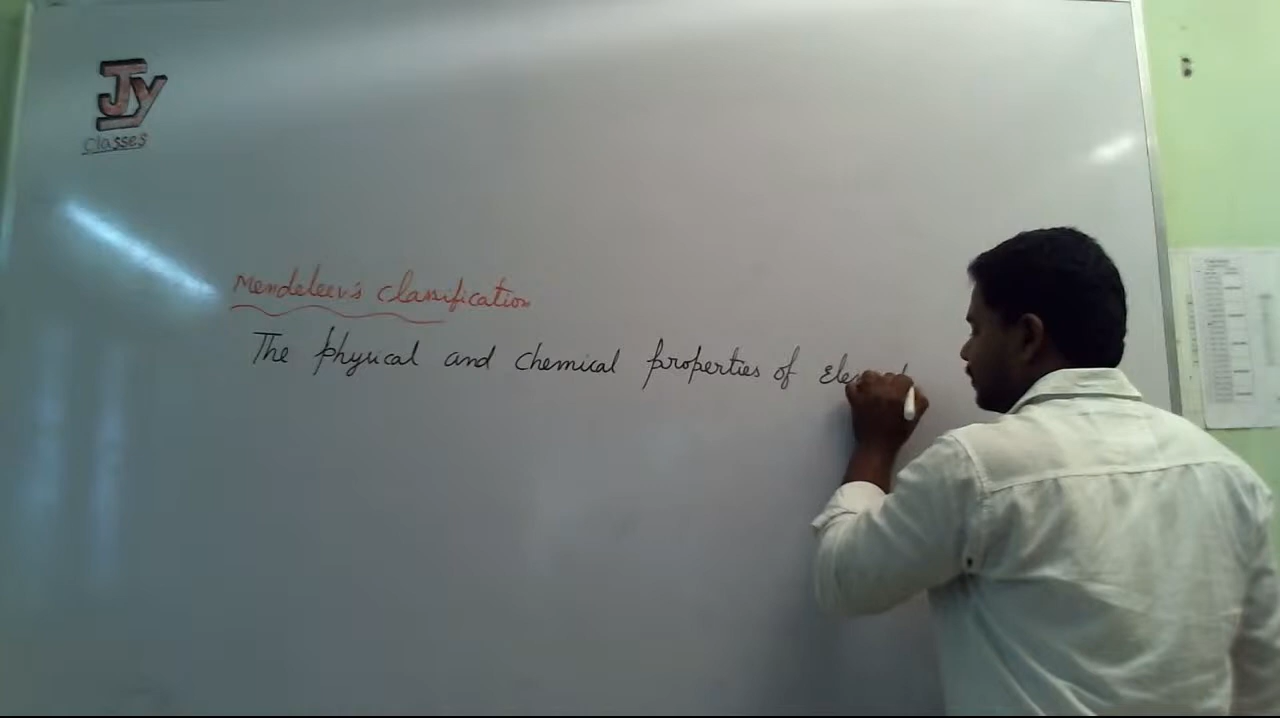 Jy
Classes
Mendeleev's classification
The physical and chemical properties of